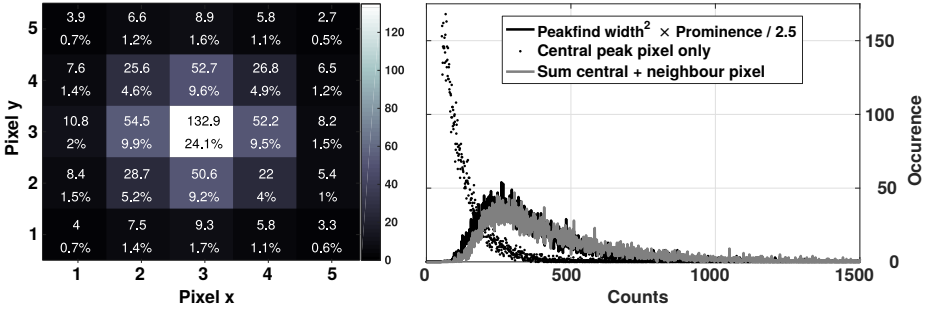 5 3.9 6.6 8.9 5.8 2.7
0.7% 1.2% 1.6% 1.1% 0.5%
4 7.6 25.6 52.7 26.8 6.5
1.4% 4.6% 9.6% 4.9% 1.2%
3 10.8 54.5 132.9 52.2 8.2
2% 9.9% 24.1% 9.5% 1.5%
2 8.4 28.7 50.6 22 5.4
1.5% 5.2% 9.2% 4% 1%
1 4 7.5 9.3 5.8 3.3
0.7% 1.4% 1.7% 1.1% 0.6%
1 2 3 4 5
Pixel x
Pixel y
120
100
80
60
40
20
0
Peakfind width² × Prominence / 2.5
Central peak pixel only
Sum central + neighbour pixel
150
100
50
0
Occurence
0 500 1000 1500
Counts